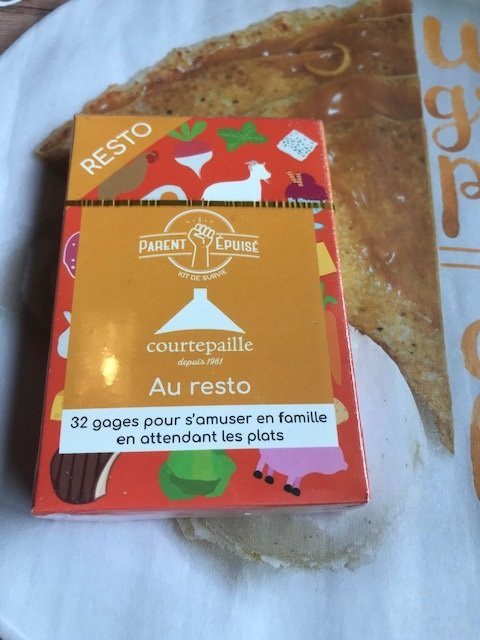 RESTO
PARENT ÉPUISÉ
KIT DE SURVIE
courtepaille
depuis 1961
Au resto
32 gages pour s'amuser en famille
en attendant les plats